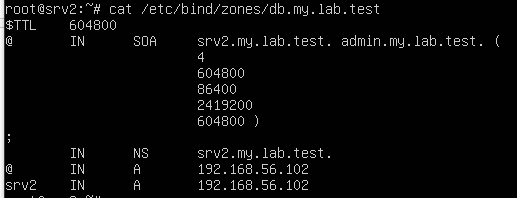 root@srv2:~# cat /etc/bind/zones/db.my.lab.test
$TTL 604800
@ IN SOA srv2.my.lab.test. admin.my.lab.test. (
4
604800
86400
2419200
604800 )
;
IN NS srv2.my.lab.test.
@ IN A 192.168.56.102
srv2 IN A 192.168.56.102
root@srv2:~#